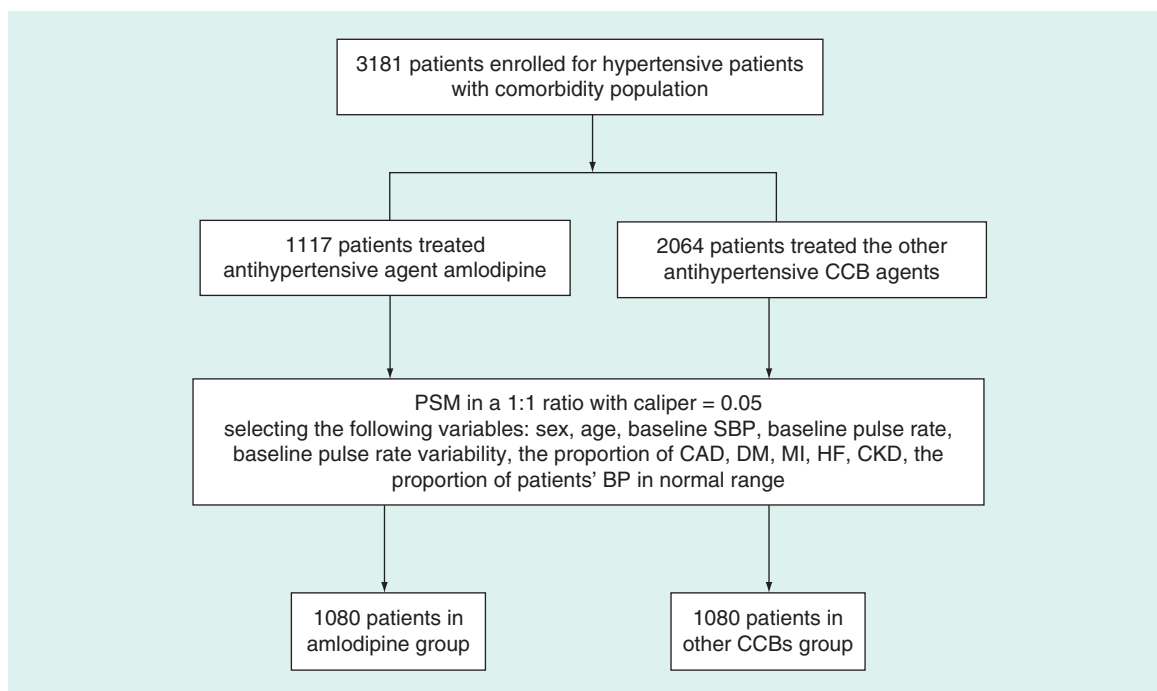 3181 patients enrolled for hypertensive patients
with comorbidity population
1117 patients treated
antihypertensive agent amlodipine
2064 patients treated the other
antihypertensive CCB agents
PSM in a 1:1 ratio with caliper = 0.05
selecting the following variables: sex, age, baseline SBP, baseline pulse rate,
baseline pulse rate variability, the proportion of CAD, DM, MI, HF, CKD, the
proportion of patients’ BP in normal range
1080 patients in
amlodipine group
1080 patients in
other CCBs group